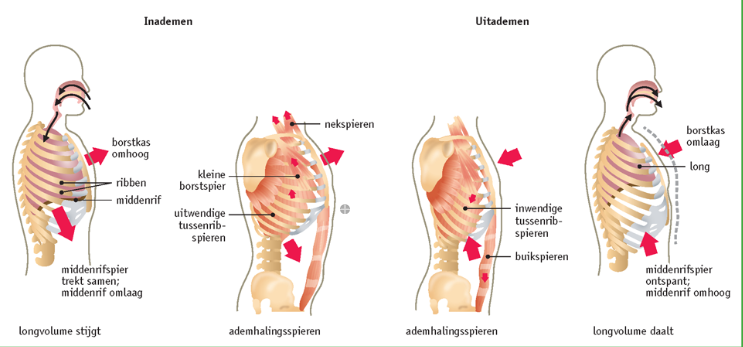 Inademen
Uitademen
borstkas
omhoog
ribben
middenrif
middenrifspier
trekt samen;
middenrif omlaag
longvolume stijgt
nekspieren
kleine
borstspier
uitwendige
tussenrib-
spieren
ademhalingsspieren
inwendige
tussenrib-
spieren
buikspieren
ademhalingsspieren
borstkas
omlaag
long
middenrifspier
ontspant;
middenrif omhoog
longvolume daalt